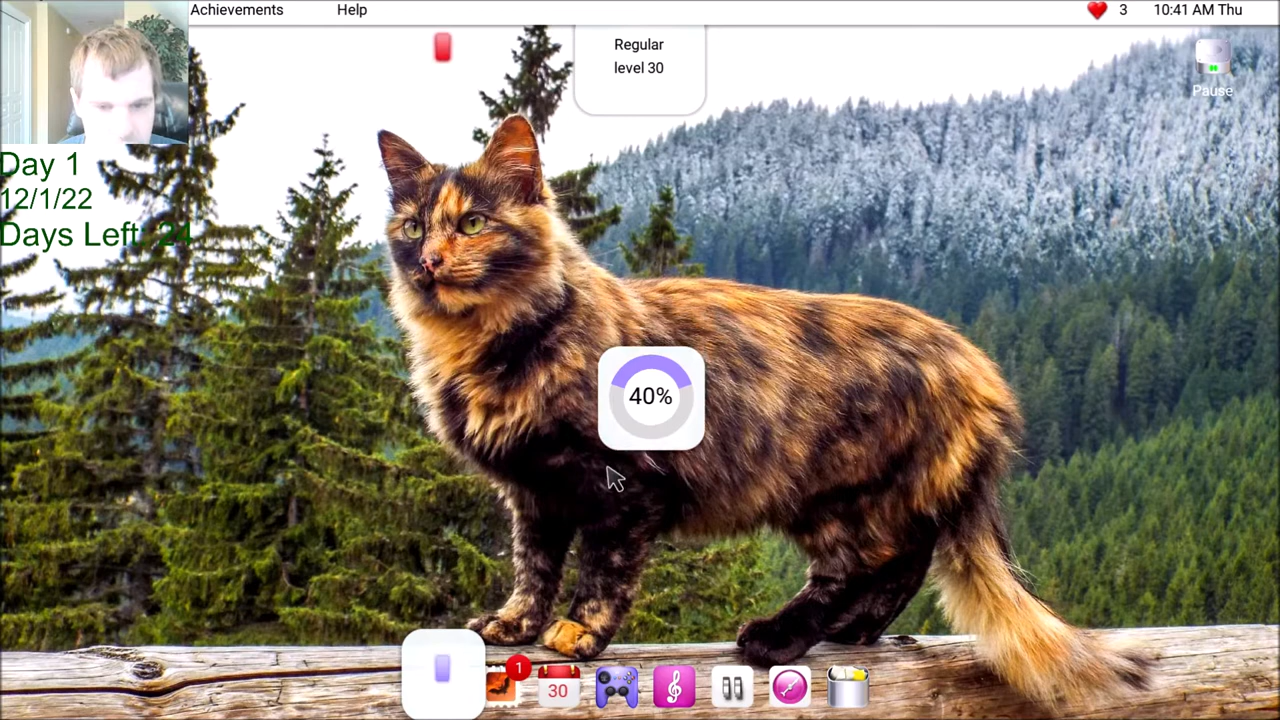 Achievements
Help
3
10:41 AM Thu
Regular
level 30
Pause
Day 1
12/1/22
Days Left: 24
40%
1
30